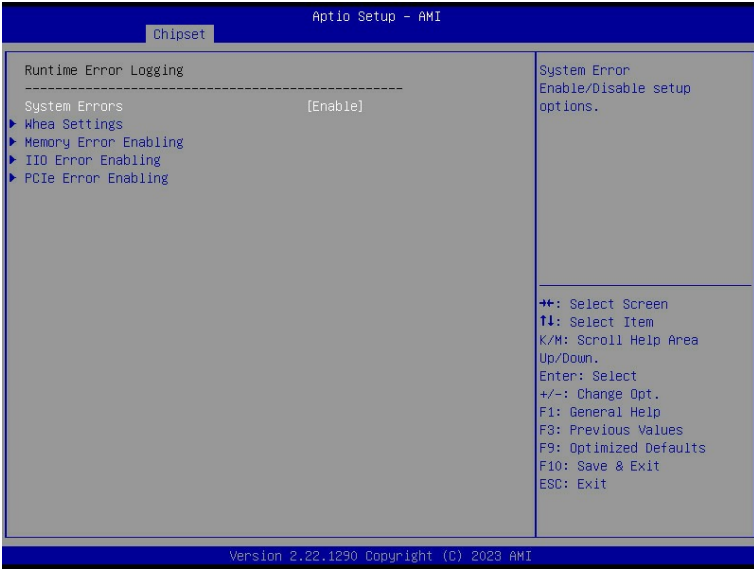 Aptio Setup – AMI
Chipset
Runtime Error Logging
--------------------------------------------------
System Errors [Enable]
Whea Settings
Memory Error Enabling
IIO Error Enabling
PCIe Error Enabling
System Error
Enable/Disable setup
options.
→←: Select Screen
↑↓: Select Item
K/M: Scroll Help Area
Up/Down.
Enter: Select
+/-: Change Opt.
F1: General Help
F3: Previous Values
F9: Optimized Defaults
F10: Save & Exit
ESC: Exit
Version 2.22.1290 Copyright (C) 2023 AMI